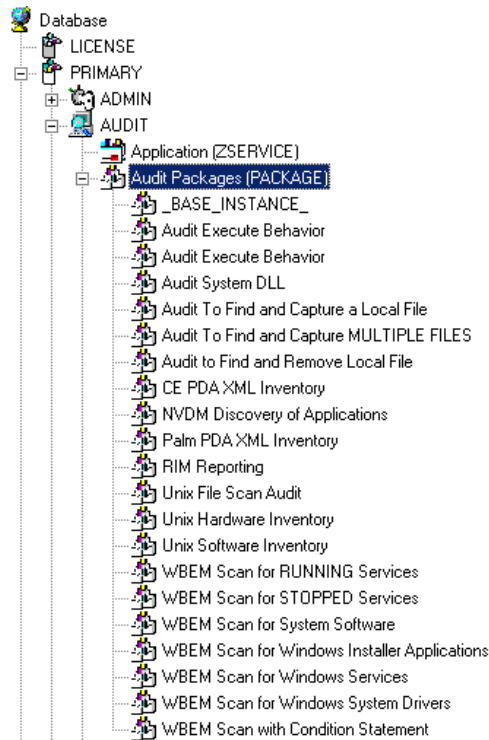 Database
LICENSE
PRIMARY
ADMIN
AUDIT
Application (ZSERVICE)
Audit Packages (PACKAGE)
_BASE_INSTANCE_
Audit Execute Behavior
Audit Execute Behavior
Audit System DLL
Audit To Find and Capture a Local File
Audit To Find and Capture MULTIPLE FILES
Audit to Find and Remove Local File
CE PDA XML Inventory
NVDM Discovery of Applications
Palm PDA XML Inventory
RIM Reporting
Unix File Scan Audit
Unix Hardware Inventory
Unix Software Inventory
WBEM Scan for RUNNING Services
WBEM Scan for STOPPED Services
WBEM Scan for System Software
WBEM Scan for Windows Installer Applications
WBEM Scan for Windows Services
WBEM Scan for Windows System Drivers
WBEM Scan with Condition Statement